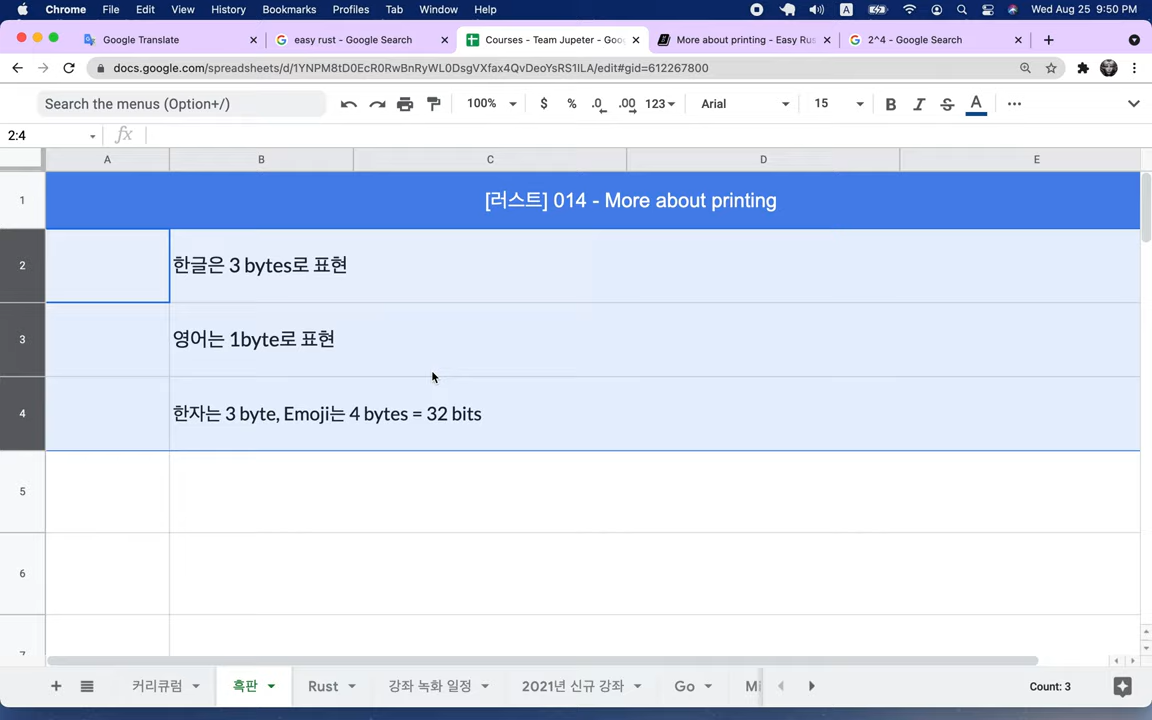 Chrome File Edit View History Bookmarks Profiles Tab Window Help A Wed Aug 25 9:50 PM
Google Translate easy rust - Google Search Courses - Team Jupeter - Goo More about printing - Easy Rus 2^4 - Google Search
docs.google.com/spreadsheets/d/1YNPM8tD0EcR0RwBnRyWL0DsgVXfax4QvDeoYsRS1ILA/edit#gid=612267800
Search the menus (Option+/) 100% $ % .0 .00 123 Arial 15 B I S A
2:4 fx
A B C D E
1 [러스트] 014 - More about printing
2 한글은 3 bytes로 표현
3 영어는 1byte로 표현
4 한자는 3 byte, Emoji는 4 bytes = 32 bits
5
6
7
커리큘럼 흑판 Rust 강좌 녹화 일정 2021년 신규 강좌 Go Mi Count: 3